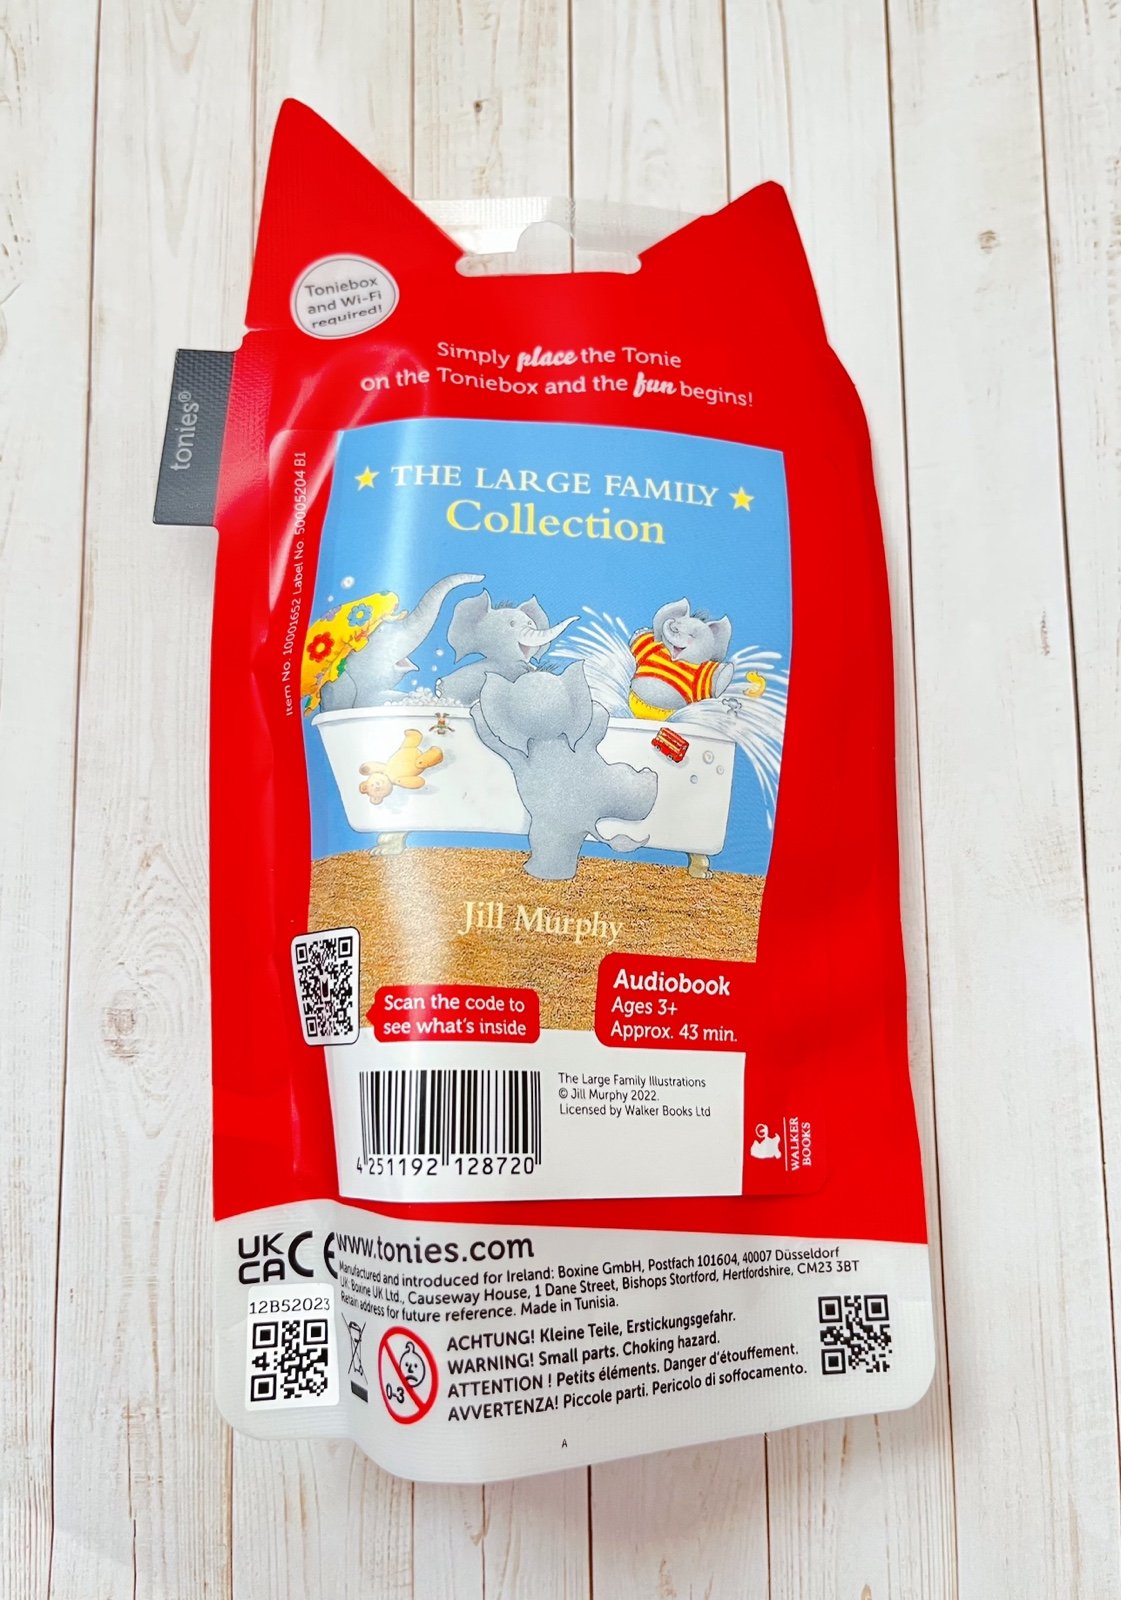 Toniebox
and Wi-Fi
required!
Simply place the Tonie
on the Toniebox and the fun begins!
tonies®
Item No. 10001652 Label No. 50005204 B1
THE LARGE FAMILY
Collection
Jill Murphy
Scan the code to
see what's inside
Audiobook
Ages 3+
Approx. 43 min.
The Large Family Illustrations
© Jill Murphy 2022.
Licensed by Walker Books Ltd
4 251192 128720
WALKER
BOOKS
UK
CA
CE
www.tonies.com
Manufactured and introduced for Ireland: Boxine GmbH, Postfach 101604, 40007 Düsseldorf
UK: Boxine UK Ltd., Causeway House, 1 Dane Street, Bishops Stortford, Hertfordshire, CM23 3BT
Retain address for future reference. Made in Tunisia.
12B52023
0-3
ACHTUNG! Kleine Teile, Erstickungsgefahr.
WARNING! Small parts. Choking hazard.
ATTENTION ! Petits éléments. Danger d'étouffement.
AVVERTENZA! Piccole parti. Pericolo di soffocamento.
A